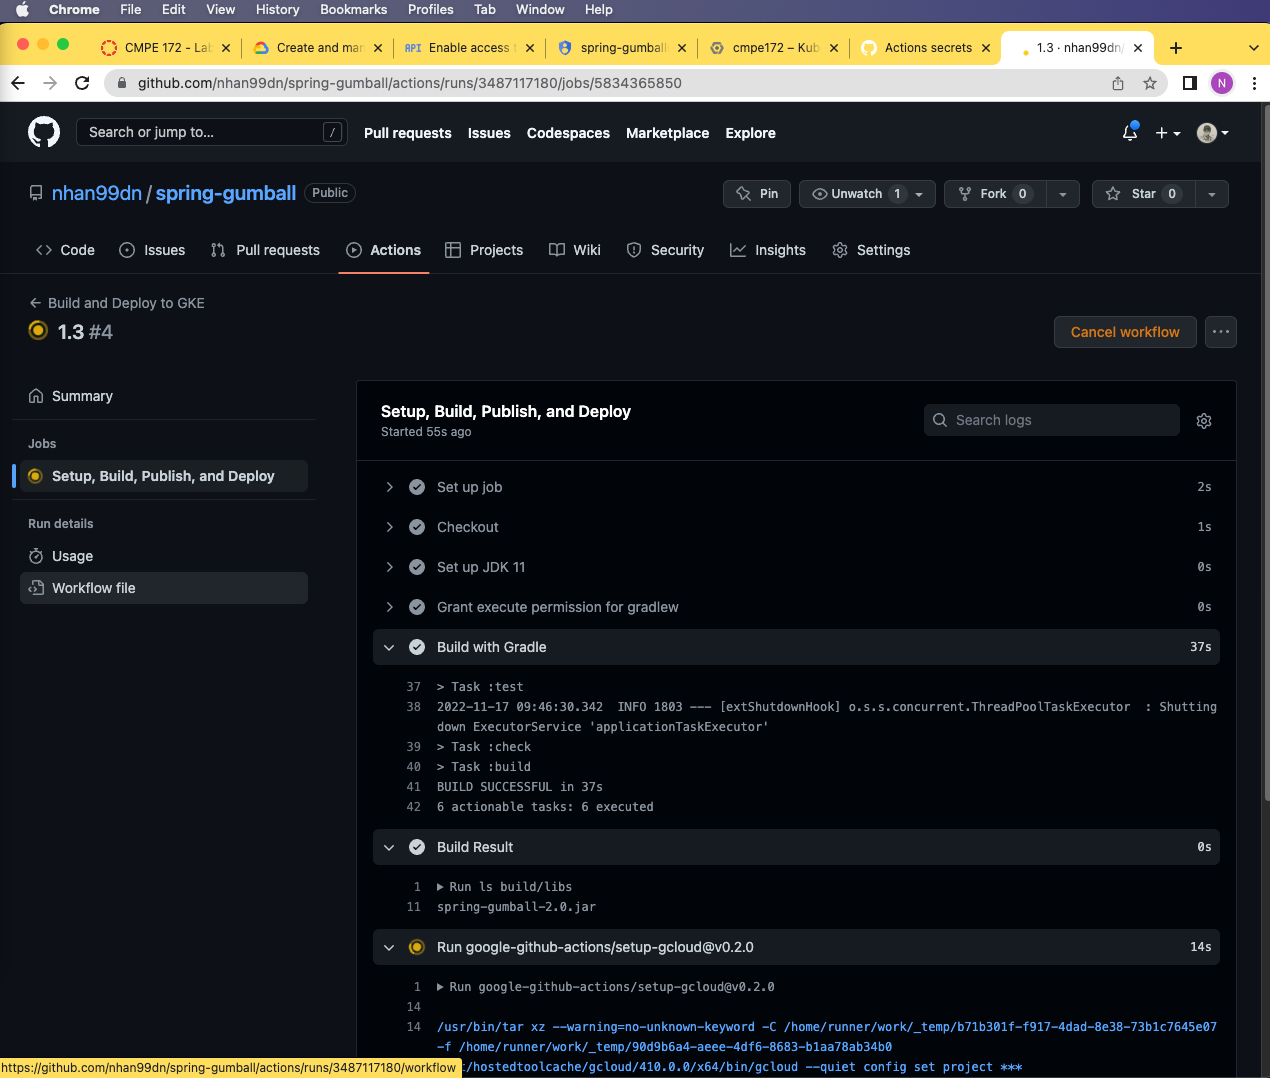 Chrome File Edit View History Bookmarks Profiles Tab Window Help
CMPE 172 - Lab Create and man API Enable access t spring-gumball cmpe172 – Kub Actions secrets 1.3 · nhan99dn/
github.com/nhan99dn/spring-gumball/actions/runs/3487117180/jobs/5834365850 N
Search or jump to... / Pull requests Issues Codespaces Marketplace Explore
nhan99dn / spring-gumball Public Pin Unwatch 1 Fork 0 Star 0
Code Issues Pull requests Actions Projects Wiki Security Insights Settings
Build and Deploy to GKE
1.3 #4 Cancel workflow
Summary
Jobs
Setup, Build, Publish, and Deploy
Run details
Usage
Workflow file
Setup, Build, Publish, and Deploy
Started 55s ago
Search logs
Set up job 2s
Checkout 1s
Set up JDK 11 0s
Grant execute permission for gradlew 0s
Build with Gradle 37s
37 > Task :test
38 2022-11-17 09:46:30.342 INFO 1803 --- [extShutdownHook] o.s.s.concurrent.ThreadPoolTaskExecutor : Shutting
down ExecutorService 'applicationTaskExecutor'
39 > Task :check
40 > Task :build
41 BUILD SUCCESSFUL in 37s
42 6 actionable tasks: 6 executed
Build Result 0s
1 Run ls build/libs
11 spring-gumball-2.0.jar
Run google-github-actions/setup-gcloud@v0.2.0 14s
1 Run google-github-actions/setup-gcloud@v0.2.0
14
14 /usr/bin/tar xz --warning=no-unknown-keyword -C /home/runner/work/_temp/b71b301f-f917-4dad-8e38-73b1c7645e07
-f /home/runner/work/_temp/90d9b6a4-aeee-4df6-8683-b1aa78ab34b0
t/hostedtoolcache/gcloud/410.0.0/x64/bin/gcloud --quiet config set project ***
https://github.com/nhan99dn/spring-gumball/actions/runs/3487117180/workflow